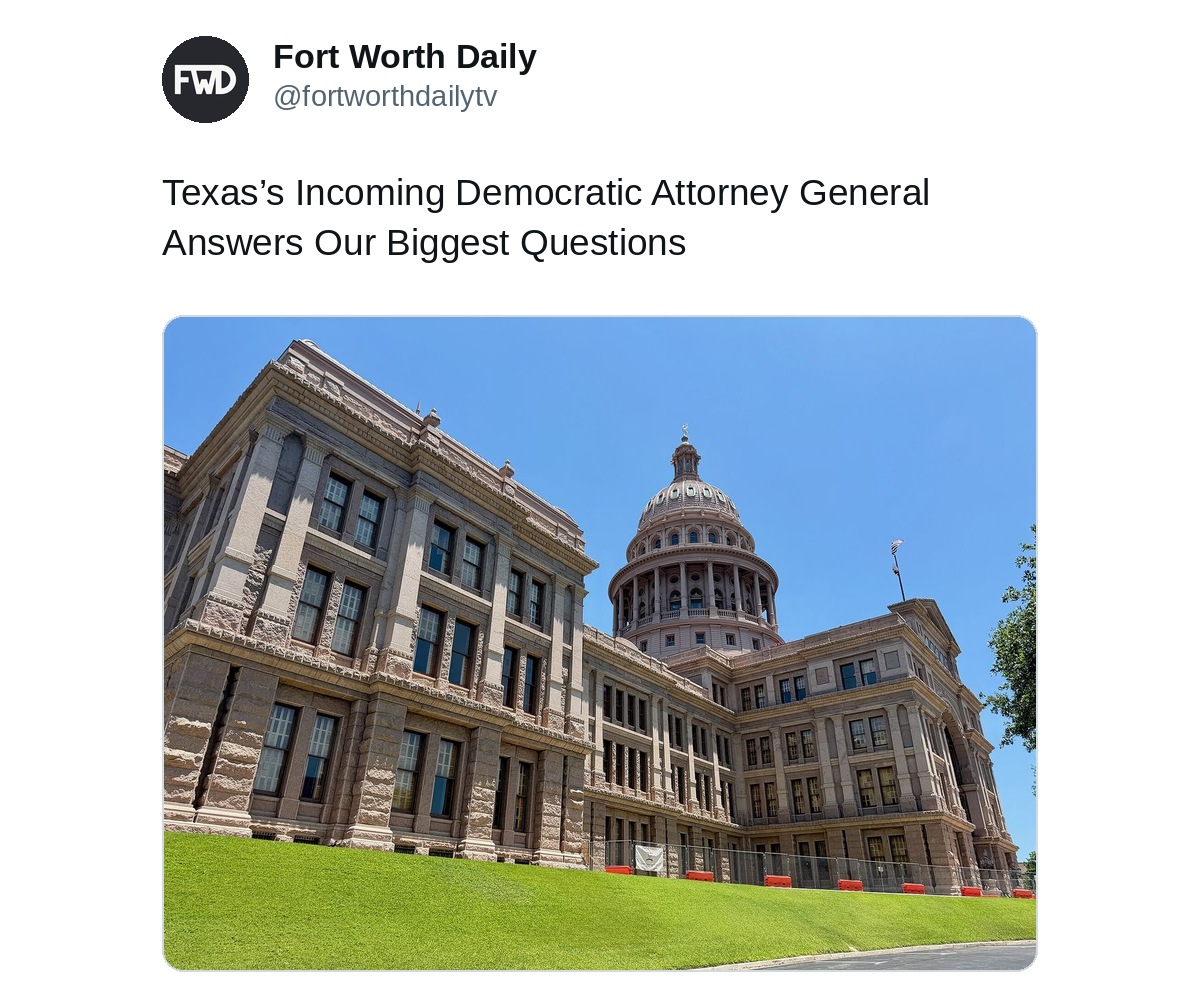 FWD
Fort Worth Daily
@fortworthdailytv
Texas’s Incoming Democratic Attorney General
Answers Our Biggest Questions